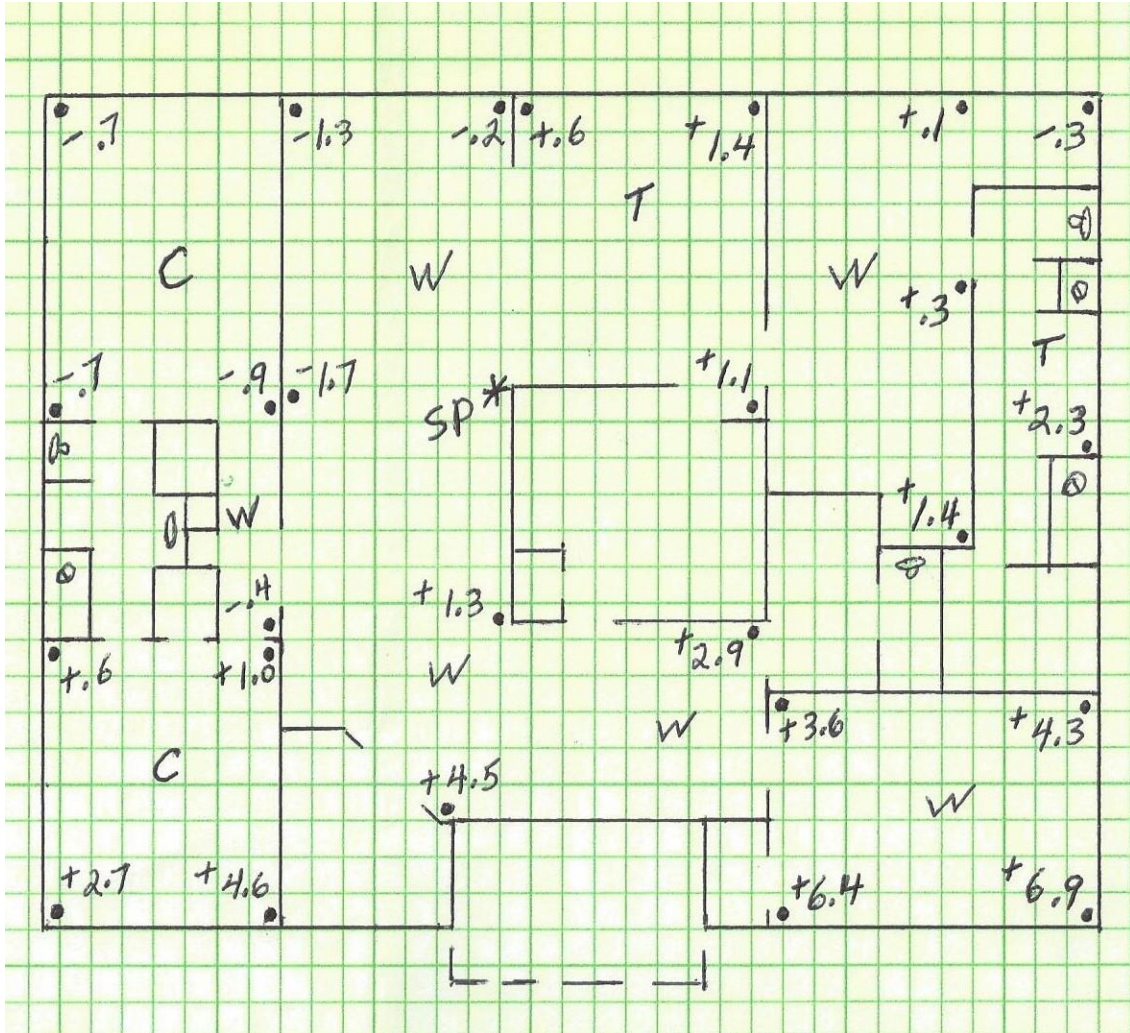 -.7
-1.3
-.2
+.6
+1.4
+.1
-.3
T
C
W
W
+.3
T
-.7
-.9
-1.7
SP*
+1.1
+2.3
W
+1.4
-.4
+1.3
+.6
+1.0
W
+2.9
W
+3.6
+4.3
C
+4.5
W
+2.7
+4.6
+6.4
+6.9